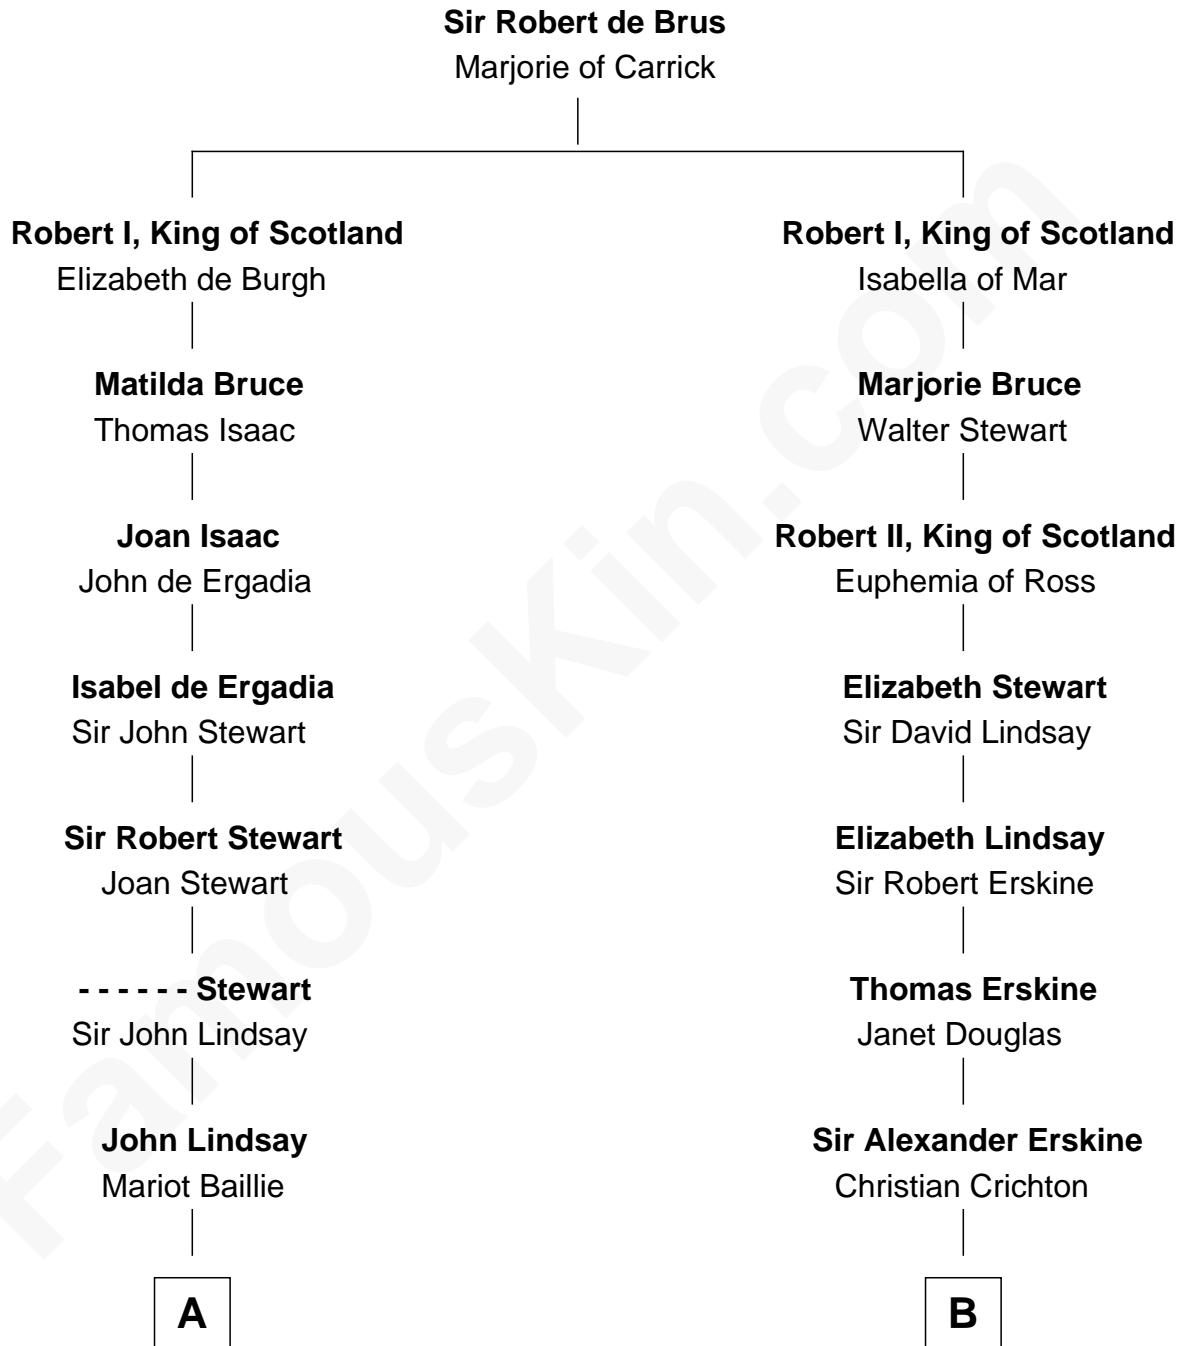 Sir Robert de Brus
Marjorie of Carrick
Robert I, King of Scotland
Elizabeth de Burgh
Matilda Bruce
Thomas Isaac
Joan Isaac
John de Ergadia
Isabel de Ergadia
Sir John Stewart
Sir Robert Stewart
Joan Stewart
- - - - - - Stewart
Sir John Lindsay
John Lindsay
Mariot Baillie
A
Robert I, King of Scotland
Isabella of Mar
Marjorie Bruce
Walter Stewart
Robert II, King of Scotland
Euphemia of Ross
Elizabeth Stewart
Sir David Lindsay
Elizabeth Lindsay
Sir Robert Erskine
Thomas Erskine
Janet Douglas
Sir Alexander Erskine
Christian Crichton
B
FamousKin.com